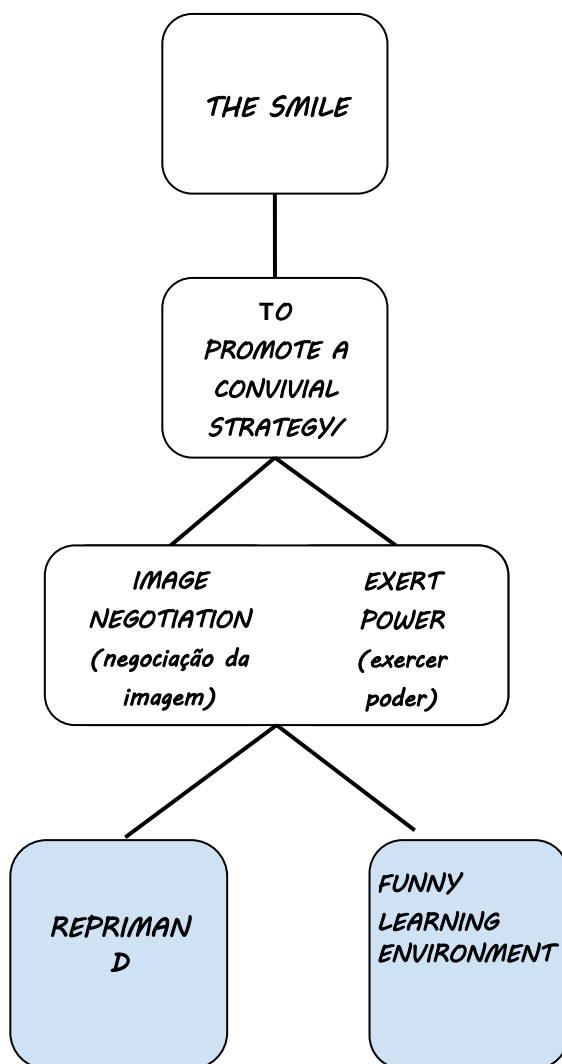 THE SMILE
TO
PROMOTE A
CONVIVIAL
STRATEGY/
IMAGE
NEGOTIATION
(negociação da
imagem)
EXERT
POWER
(exercer
poder)
REPRIMAN
D
FUNNY
LEARNING
ENVIRONMENT